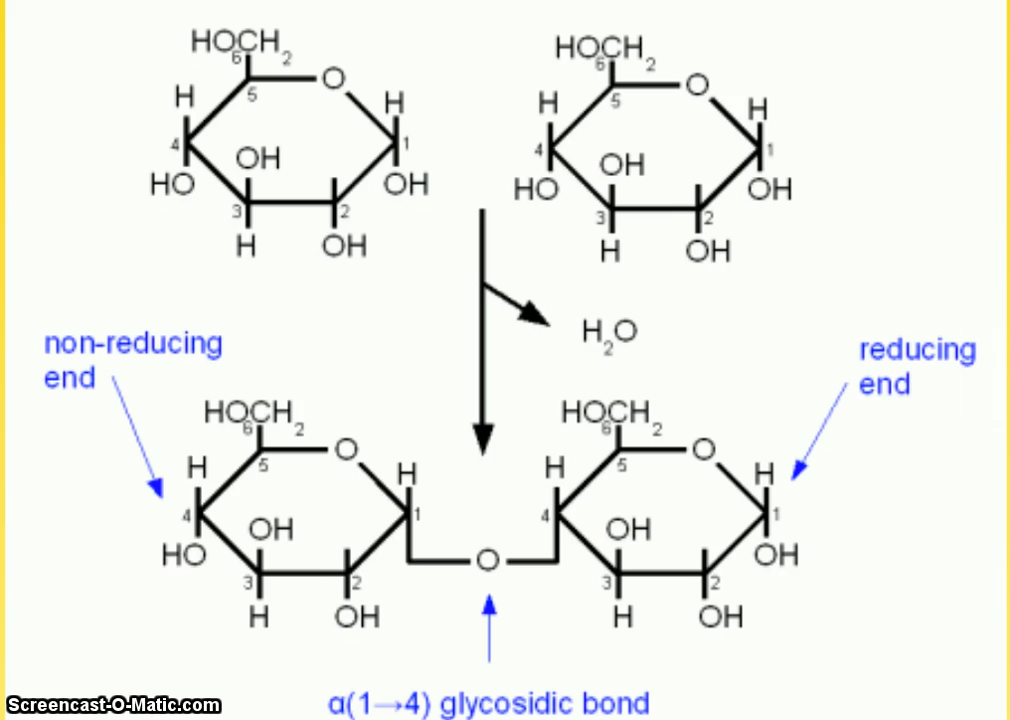 HOCH2 HOCH2
6 6
O O
5 5
H H H H
4 1 4 1
OH OH
HO OH HO OH
3 2 3 2
H OH H OH
H2O
non-reducing
end
reducing
end
HOCH2 HOCH2
6 6
O O
5 5
H H H H
4 1 4 1
OH OH
HO O OH
3 2 3 2
H OH H OH
α(1→4) glycosidic bond
Screencast-O-Matic.com